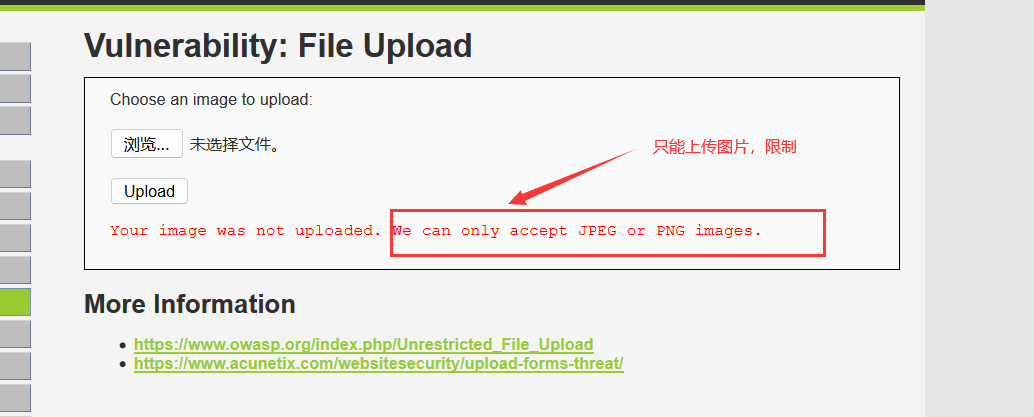 Vulnerability: File Upload
Choose an image to upload:
浏览... 未选择文件。
只能上传图片，限制
Upload
Your image was not uploaded. We can only accept JPEG or PNG images.
More Information
https://www.owasp.org/index.php/Unrestricted_File_Upload
https://www.acunetix.com/websitesecurity/upload-forms-threat/